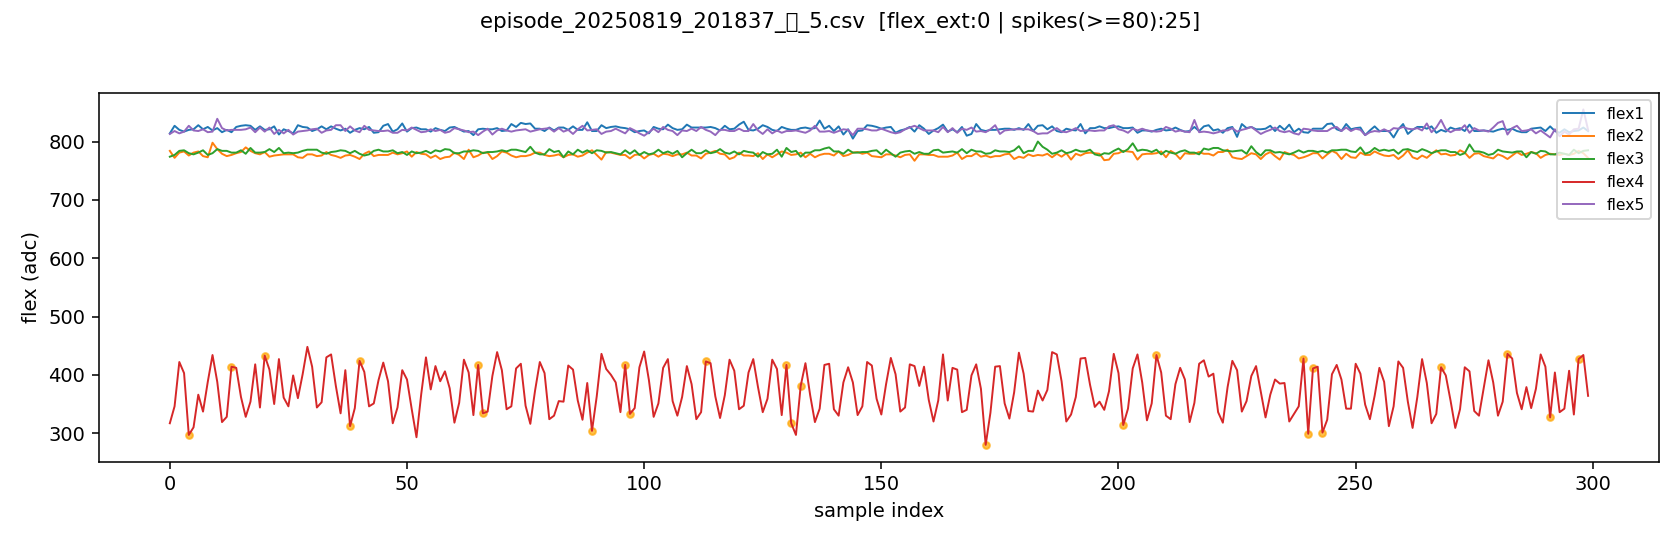 episode_20250819_201837_▯_5.csv [flex_ext:0 | spikes(>=80):25]
flex (adc)
800
700
600
500
400
300
flex1
flex2
flex3
flex4
flex5
0
50
100
150
200
250
300
sample index